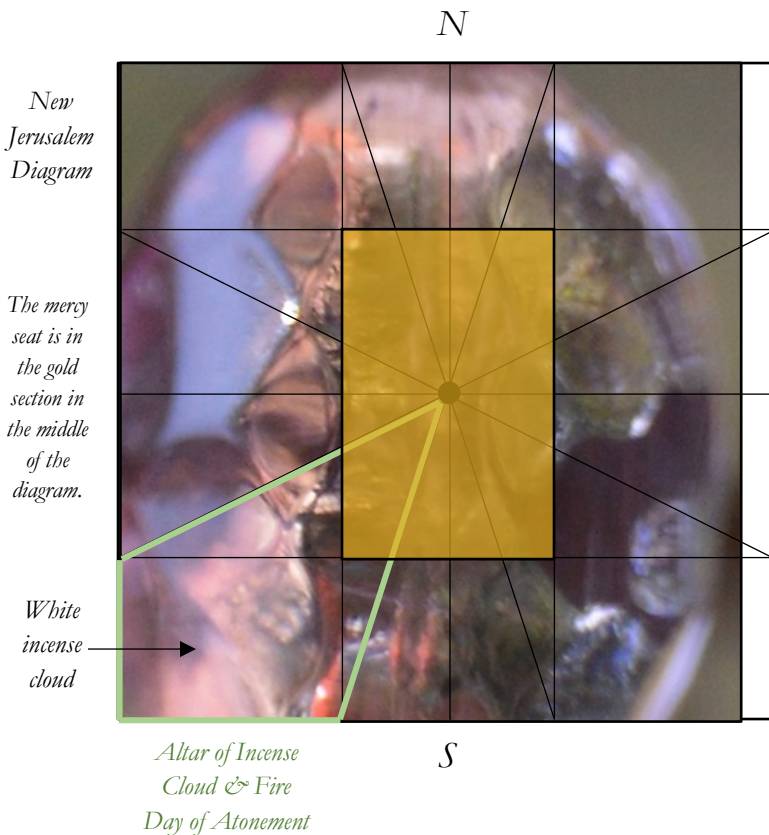 N
New
Jerusalem
Diagram
The mercy
seat is in
the gold
section in
the middle
of the
diagram.
White
incense
cloud
S
Altar of Incense
Cloud & Fire
Day of Atonement